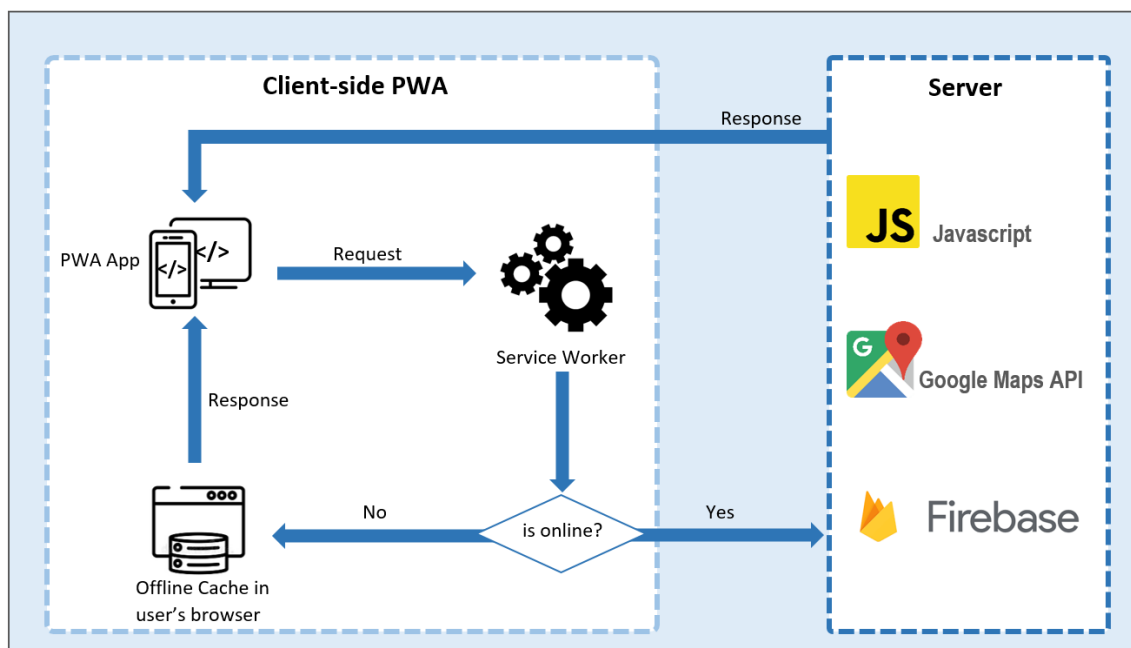 Client-side PWA
Server
Response
JS
Javascript
PWA App
</>
</>
Request
Service Worker
G
Google Maps API
Response
No
is online?
Yes
Firebase
Offline Cache in
user's browser